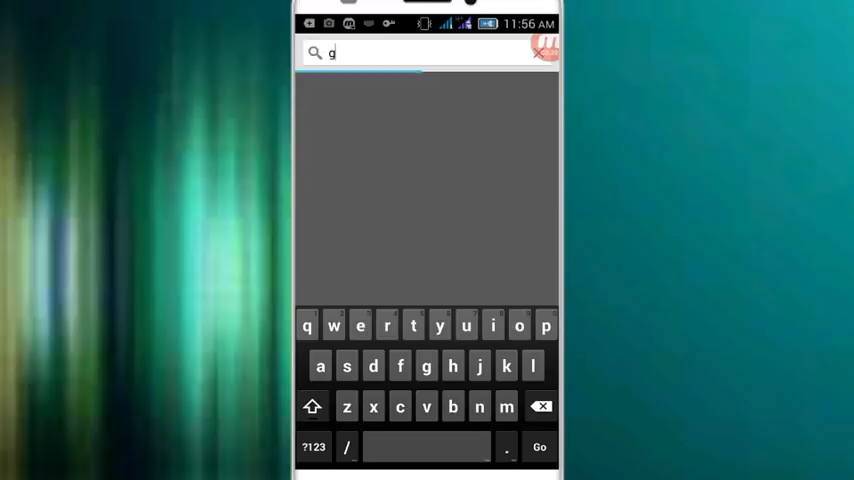 11:56 AM
g
q w e r t y u i o p
a s d f g h j k l
z x c v b n m
?123 / . Go